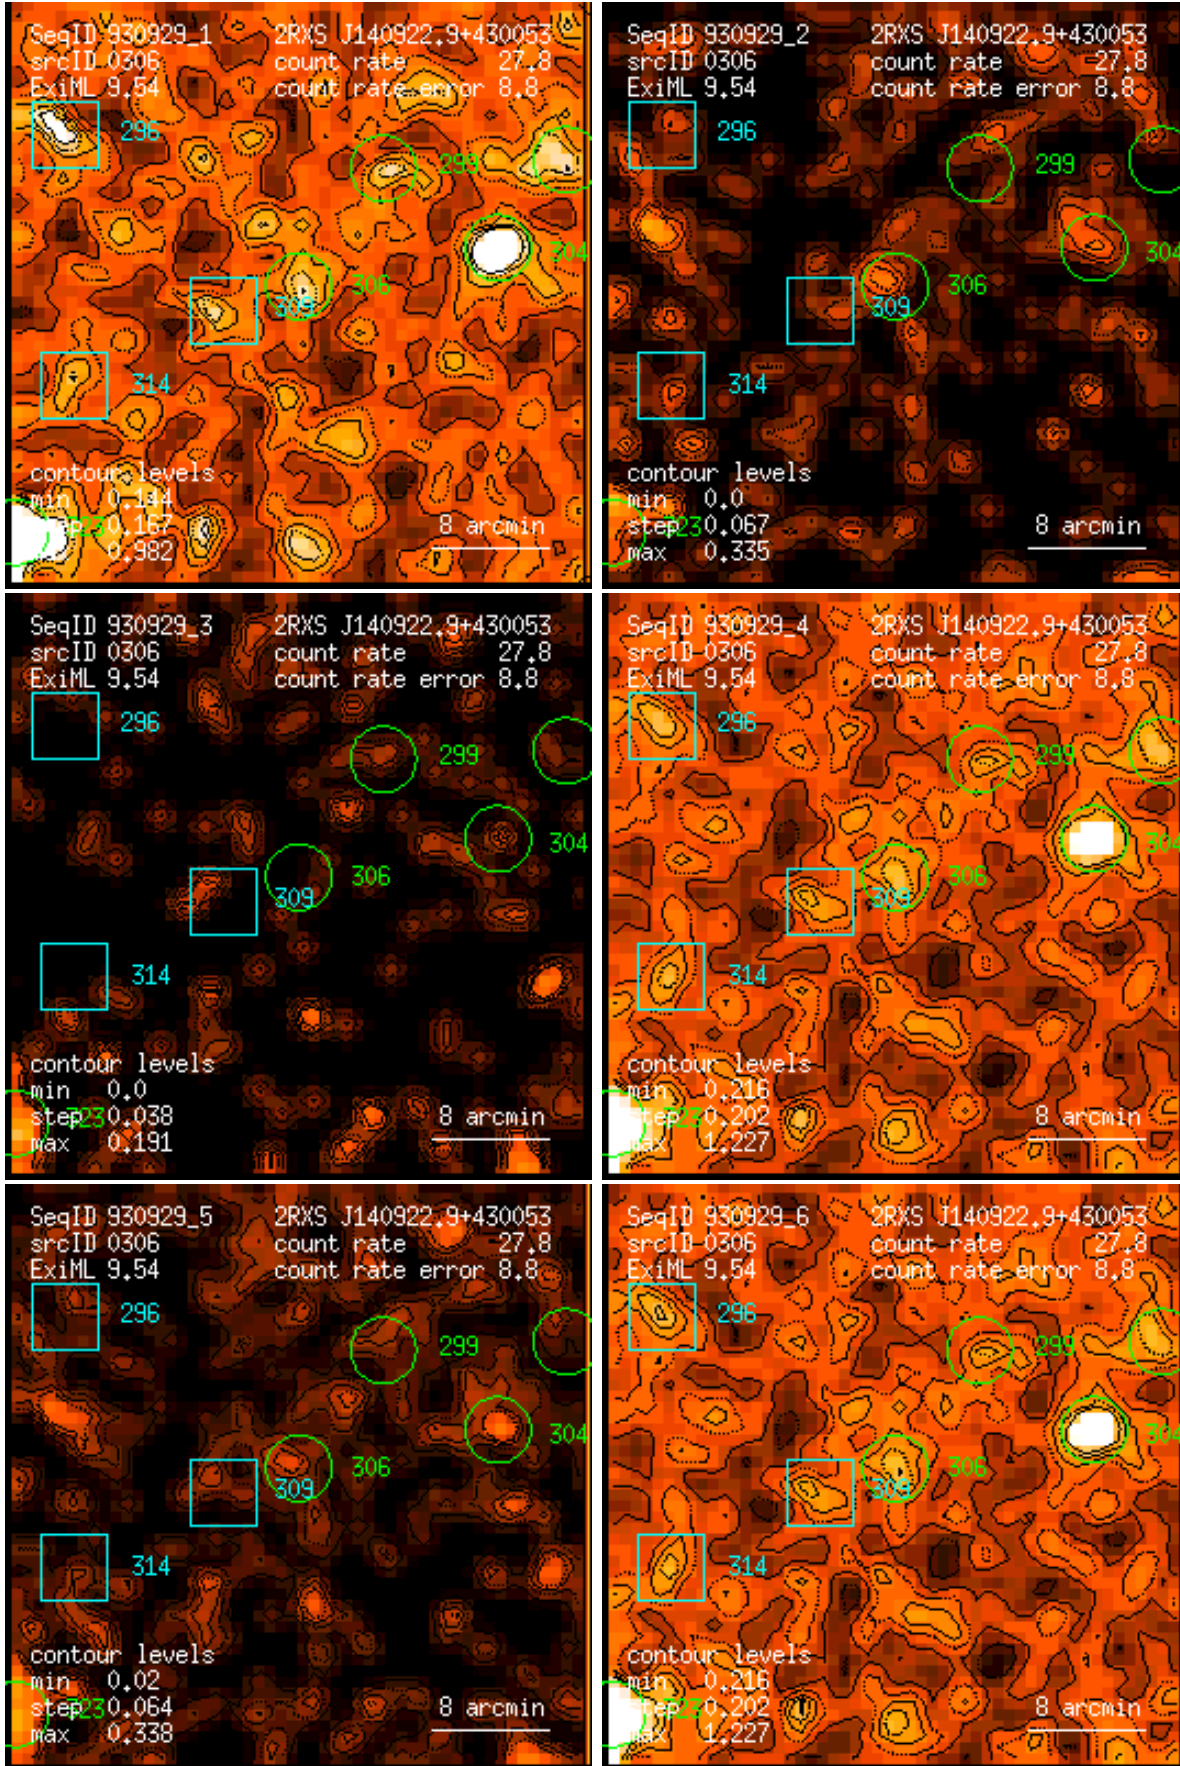 SeqID 930929_1 2RXS J140922.9+430053
srcID 0306 count rate 27.8
ExiML 9.54 count rate error 8.8
296
299
304
306
309
314
323
contour levels
min 0.144
step 0.167
max 0.982
8 arcmin
SeqID 930929_2 2RXS J140922.9+430053
srcID 0306 count rate 27.8
ExiML 9.54 count rate error 8.8
296
299
304
306
309
314
323
contour levels
min 0.0
step 0.067
max 0.335
8 arcmin
SeqID 930929_3 2RXS J140922.9+430053
srcID 0306 count rate 27.8
ExiML 9.54 count rate error 8.8
296
299
304
306
309
314
323
contour levels
min 0.0
step 0.038
max 0.191
8 arcmin
SeqID 930929_4 2RXS J140922.9+430053
srcID 0306 count rate 27.8
ExiML 9.54 count rate error 8.8
296
299
304
306
309
314
323
contour levels
min 0.216
step 0.202
max 1.227
8 arcmin
SeqID 930929_5 2RXS J140922.9+430053
srcID 0306 count rate 27.8
ExiML 9.54 count rate error 8.8
296
299
304
306
309
314
323
contour levels
min 0.02
step 0.064
max 0.338
8 arcmin
SeqID 930929_6 2RXS J140922.9+430053
srcID 0306 count rate 27.8
ExiML 9.54 count rate error 8.8
296
299
304
306
309
314
323
contour levels
min 0.216
step 0.202
max 1.227
8 arcmin